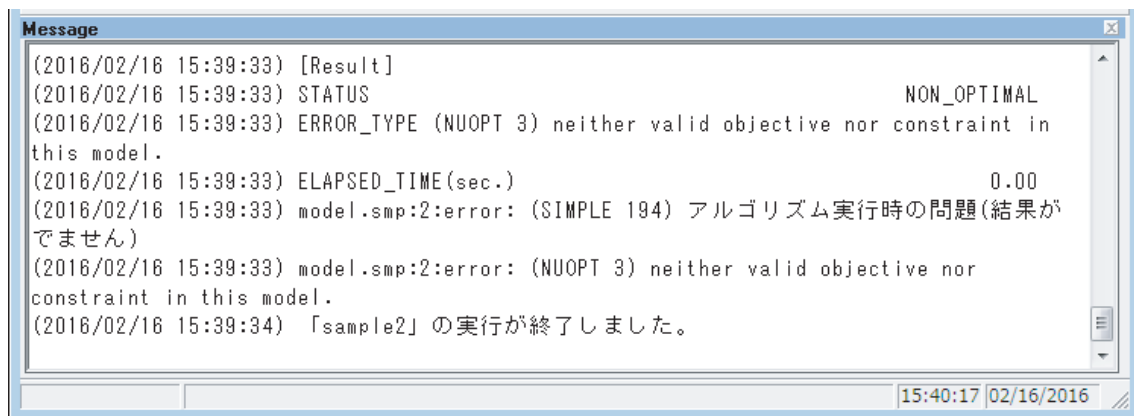 Message
(2016/02/16 15:39:33) [Result]
(2016/02/16 15:39:33) STATUS NON_OPTIMAL
(2016/02/16 15:39:33) ERROR_TYPE (NUOPT 3) neither valid objective nor constraint in
this model.
(2016/02/16 15:39:33) ELAPSED_TIME(sec.) 0.00
(2016/02/16 15:39:33) model.smp:2:error: (SIMPLE 194) アルゴリズム実行時の問題(結果が
でません)
(2016/02/16 15:39:33) model.smp:2:error: (NUOPT 3) neither valid objective nor
constraint in this model.
(2016/02/16 15:39:34) 「sample2」の実行が終了しました。
15:40:17 02/16/2016